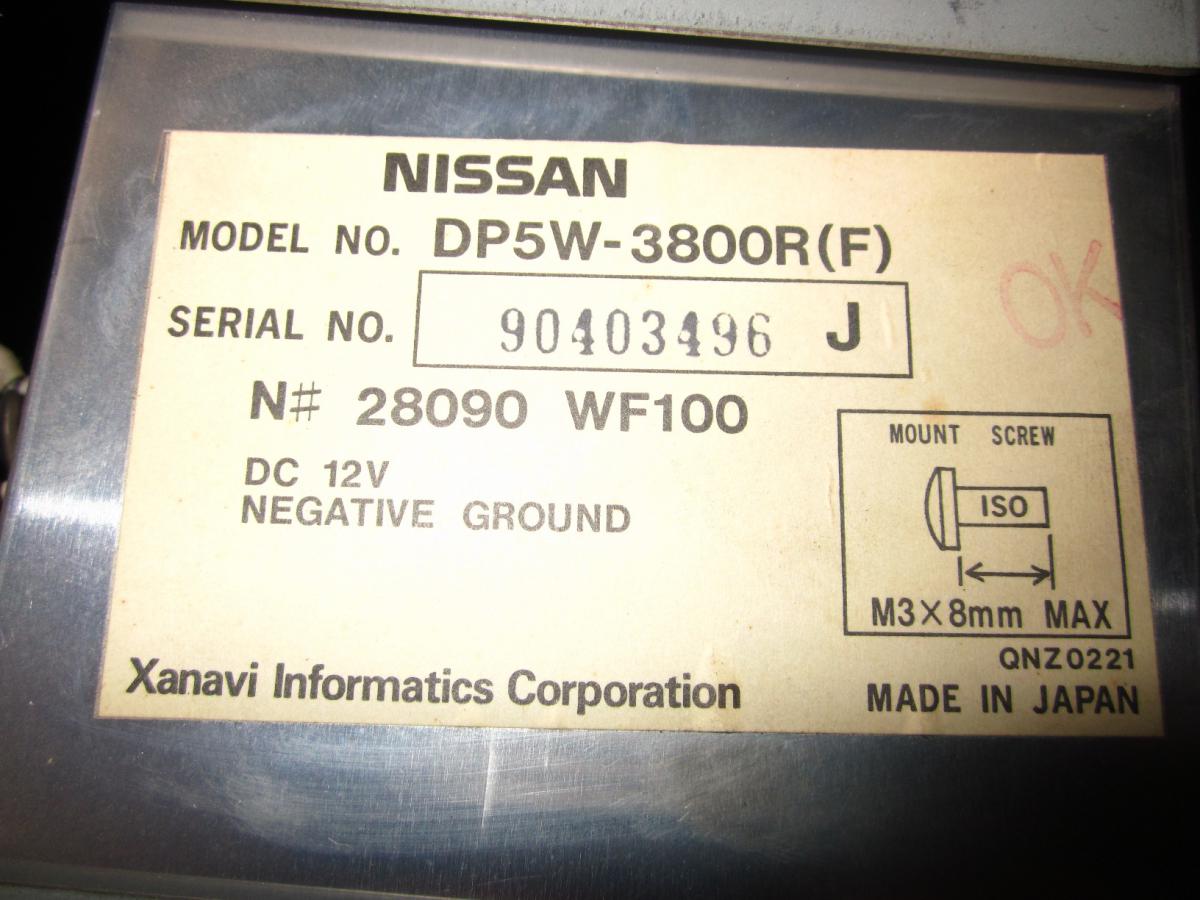 NISSAN
MODEL NO. DP5W-3800R(F)
SERIAL NO. 90403496 J
OK
N# 28090 WF100
DC 12V
NEGATIVE GROUND
MOUNT SCREW
ISO
M3×8mm MAX
QNZ0221
Xanavi Informatics Corporation
MADE IN JAPAN